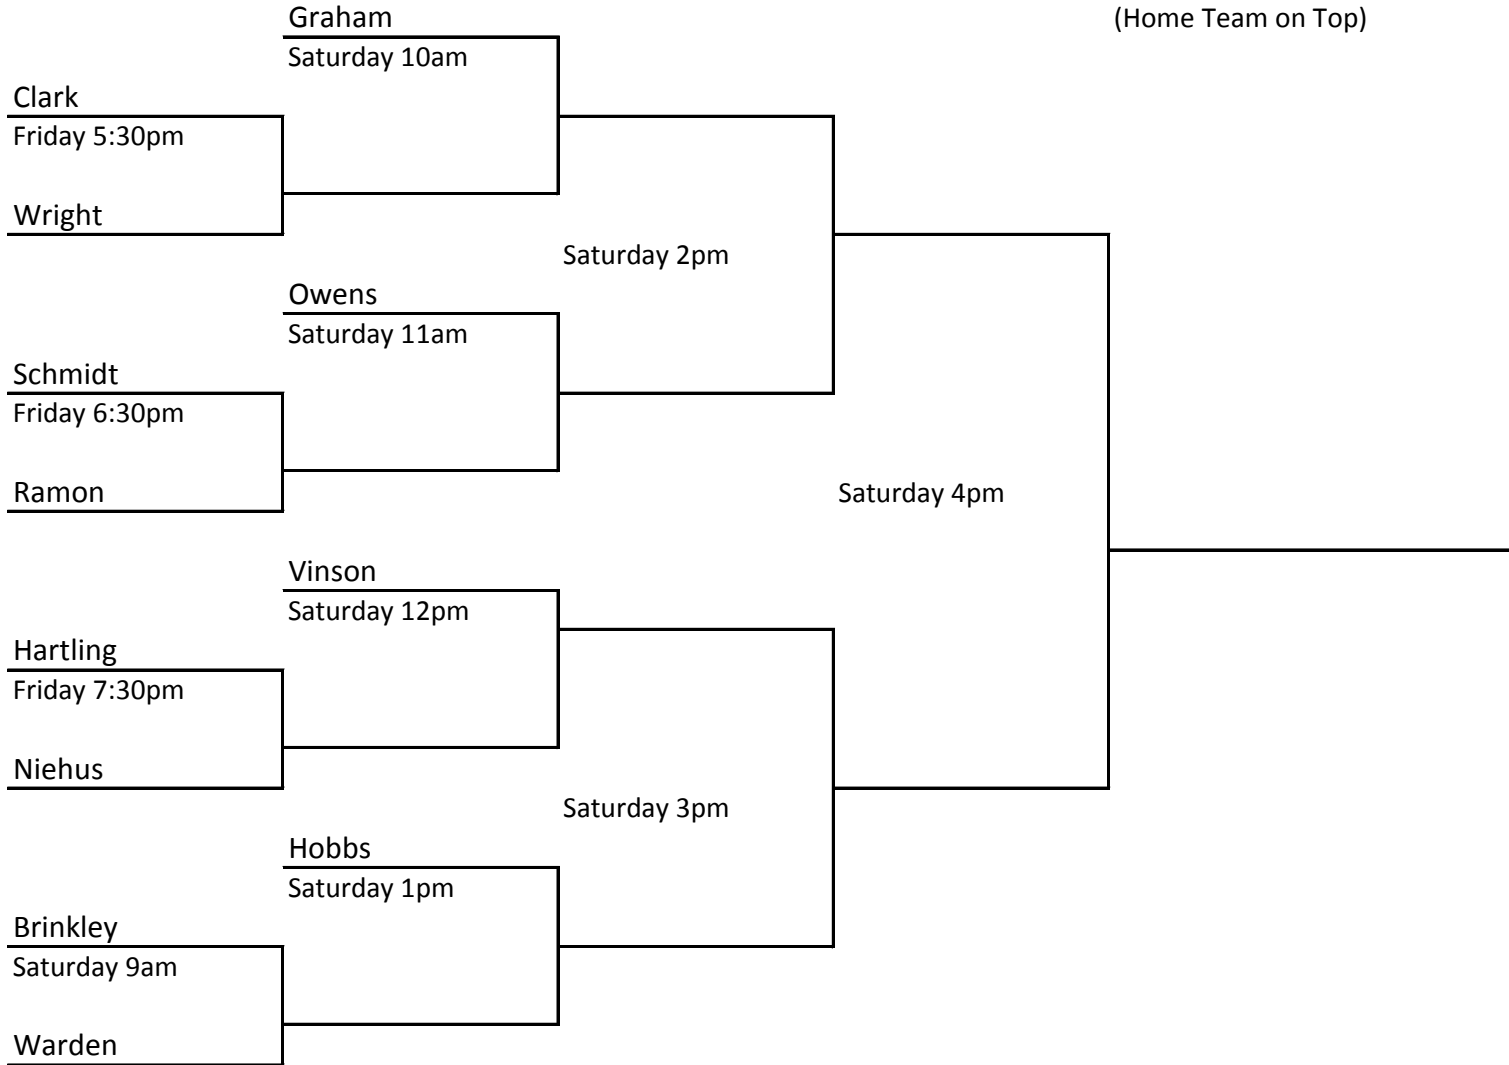 Graham
(Home Team on Top)
Saturday 10am
Clark
Friday 5:30pm
Wright
Saturday 2pm
Owens
Saturday 11am
Schmidt
Friday 6:30pm
Ramon
Saturday 4pm
Vinson
Saturday 12pm
Hartling
Friday 7:30pm
Niehus
Saturday 3pm
Hobbs
Saturday 1pm
Brinkley
Saturday 9am
Warden